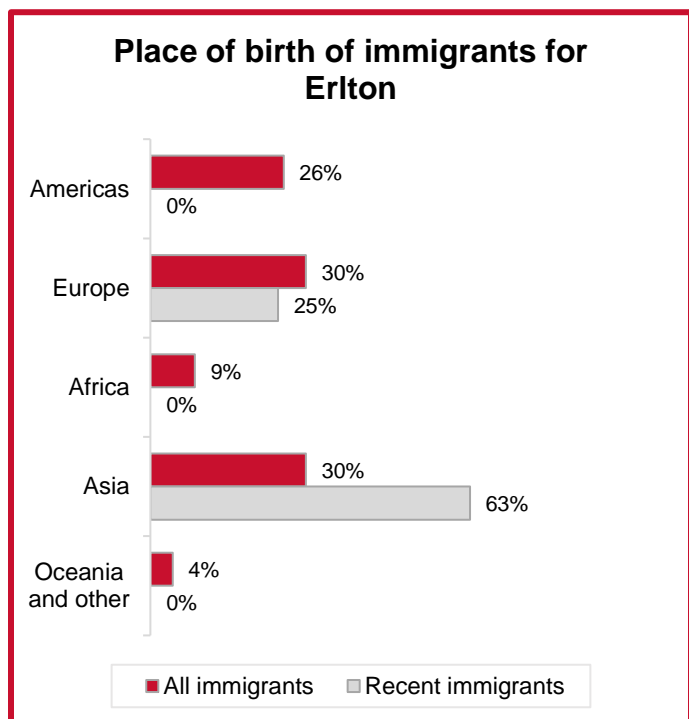 Place of birth of immigrants for
Erlton
Americas
26%
0%
Europe
30%
25%
Africa
9%
0%
Asia
30%
63%
Oceania
and other
4%
0%
All immigrants
Recent immigrants